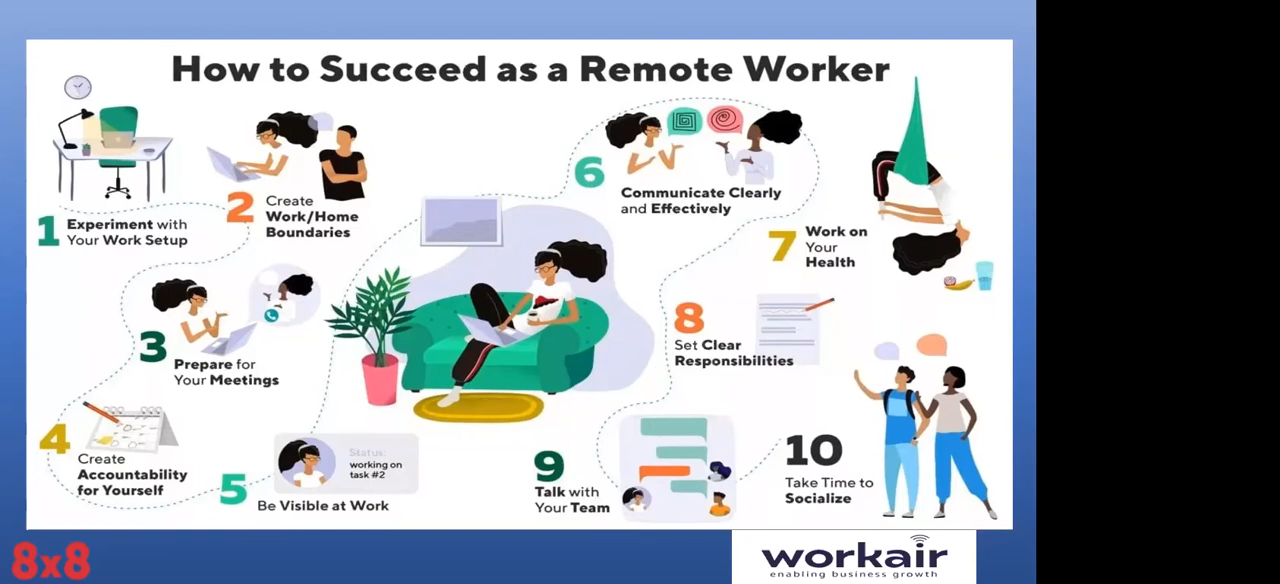 How to Succeed as a Remote Worker
1 Experiment with
Your Work Setup
2 Create
Work/Home
Boundaries
3 Prepare for
Your Meetings
4 Create
Accountability
for Yourself
5 Be Visible at Work
Status:
working on
task #2
6 Communicate Clearly
and Effectively
7 Work on
Your
Health
8 Set Clear
Responsibilities
9 Talk with
Your Team
10 Take Time to
Socialize
8x8
workair
enabling business growth